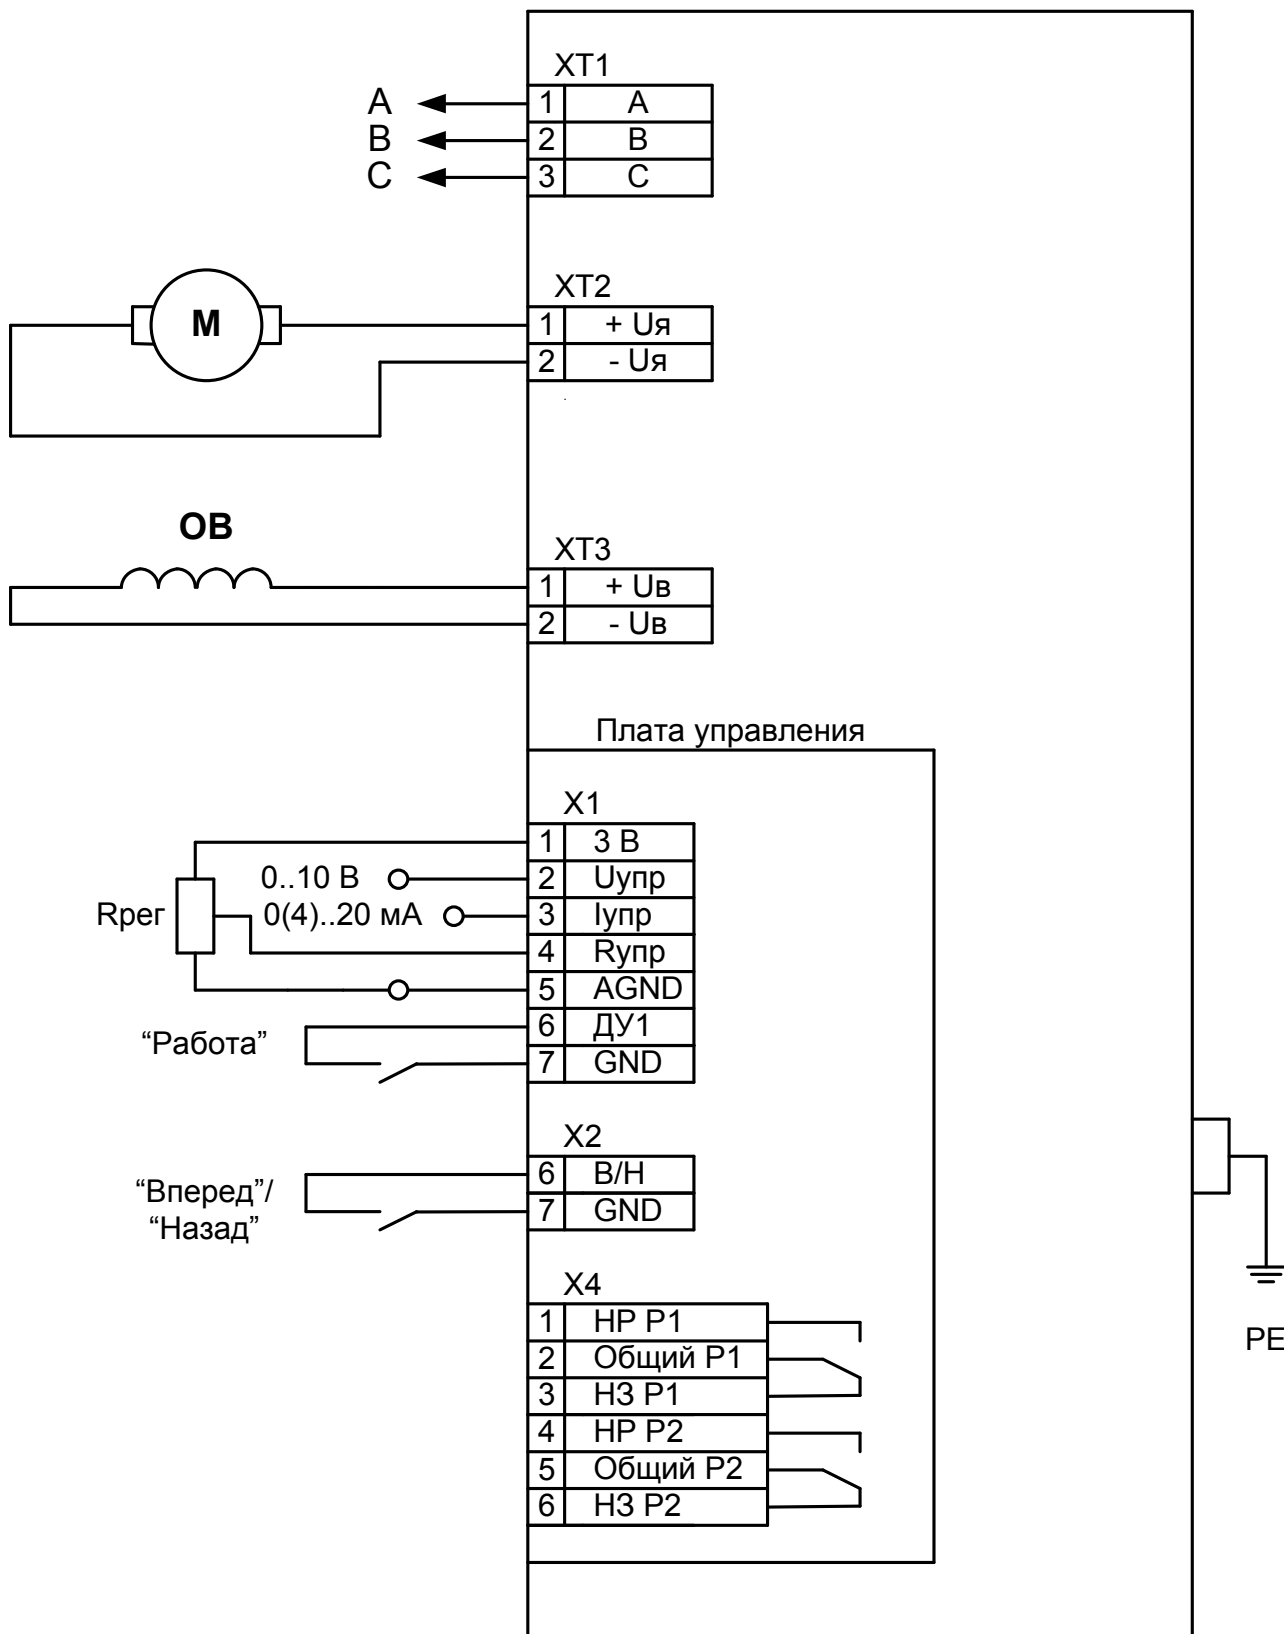 XT1
A 1 A
B 2 B
C 3 C
XT2
M
1 + Uя
2 - Uя
ОВ
XT3
1 + Uв
2 - Uв
Плата управления
X1
1 3 В
0..10 В 2 Uупр
Rрег 0(4)..20 мА 3 Iупр
4 Rупр
5 AGND
6 ДУ1
“Работа”
7 GND
X2
6 В/Н
“Вперед”/
7 GND
“Назад”
X4
1 НР Р1
2 Общий Р1
3 НЗ Р1
4 НР Р2
5 Общий Р2
6 НЗ Р2
PE